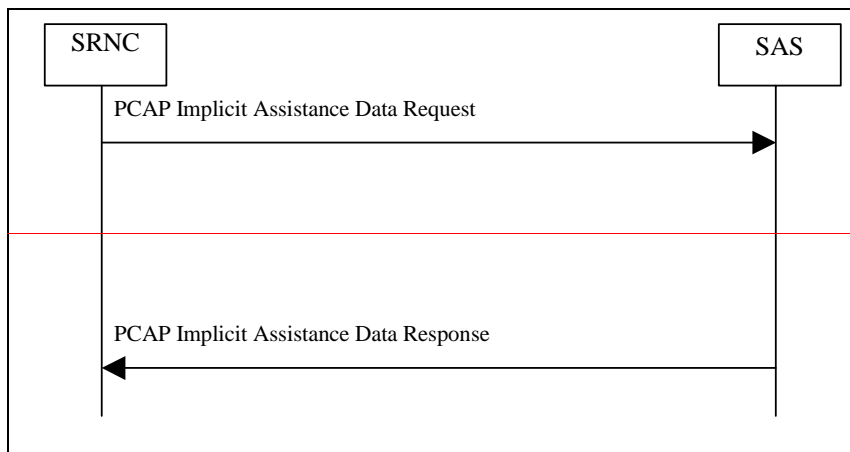 SRNC
SAS
PCAP Implicit Assistance Data Request
PCAP Implicit Assistance Data Response